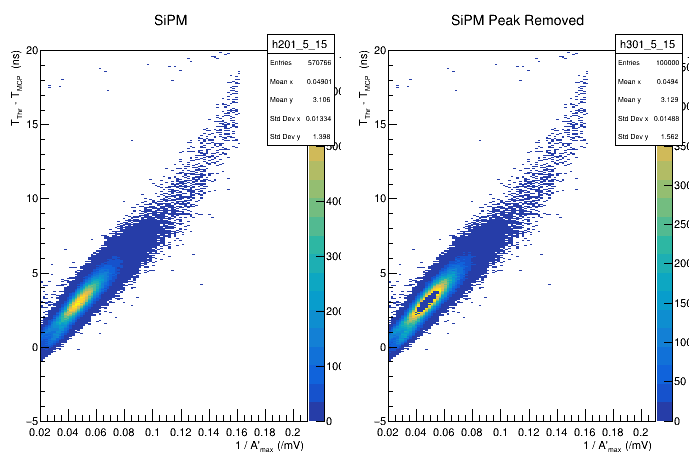 SiPM
h201_5_15
Entries 570766
Mean x 0.04901
Mean y 3.106
Std Dev x 0.01334
Std Dev y 1.398
T_Thr - T_MCP (ns)
20
15
10
5
0
−5
0.02 0.04 0.06 0.08 0.1 0.12 0.14 0.16 0.18 0.2
1 / A'_max (/mV)
400
300
200
100
0
SiPM Peak Removed
h301_5_15
Entries 100000
Mean x 0.0494
Mean y 3.129
Std Dev x 0.01488
Std Dev y 1.562
T_Thr - T_MCP (ns)
20
15
10
5
0
−5
0.02 0.04 0.06 0.08 0.1 0.12 0.14 0.16 0.18 0.2
1 / A'_max (/mV)
350
300
250
200
150
100
50
0